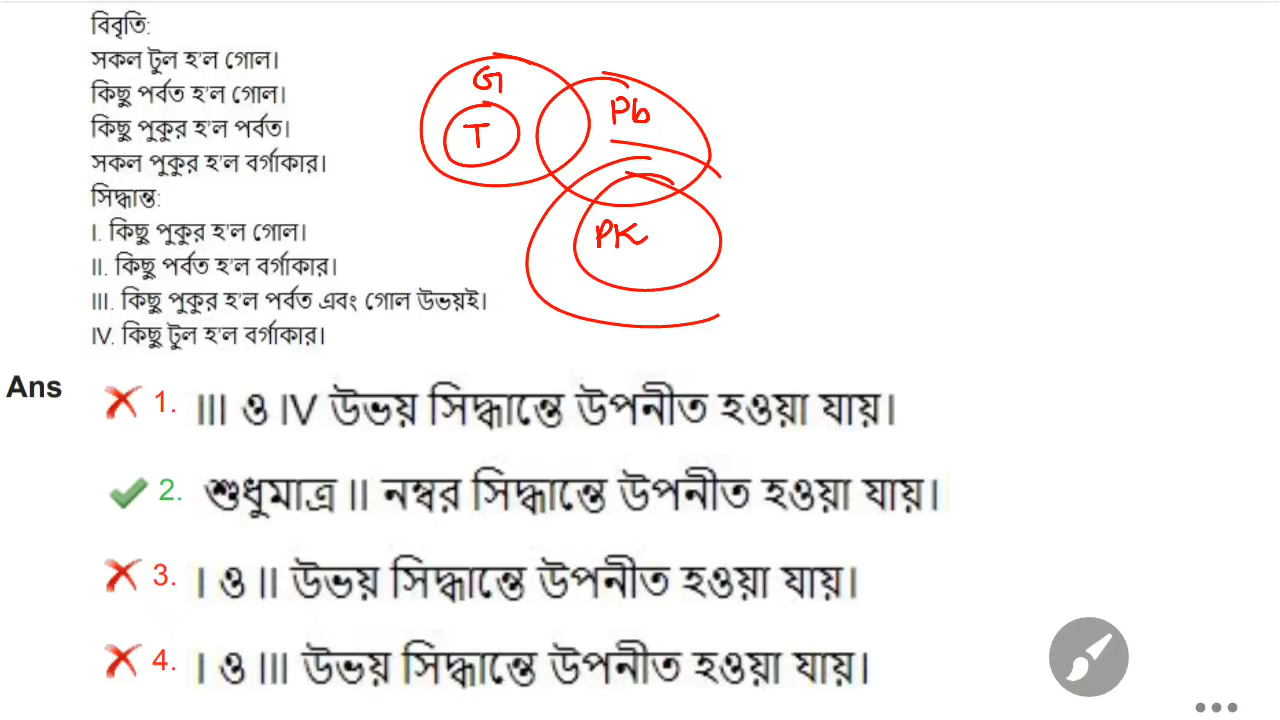 বিবৃতি:
সকল টুল হ'ল গোল।
কিছু পর্বত হ'ল গোল।
কিছু পুকুর হ'ল পর্বত।
সকল পুকুর হ'ল বর্গাকার।
সিদ্ধান্ত:
I. কিছু পুকুর হ'ল গোল।
II. কিছু পর্বত হ'ল বর্গাকার।
III. কিছু পুকুর হ'ল পর্বত এবং গোল উভয়ই।
IV. কিছু টুল হ'ল বর্গাকার।
G
T
Pb
PK
Ans
1. III ও IV উভয় সিদ্ধান্তে উপনীত হওয়া যায়।
2. শুধুমাত্র II নম্বর সিদ্ধান্তে উপনীত হওয়া যায়।
3. I ও II উভয় সিদ্ধান্তে উপনীত হওয়া যায়।
4. I ও III উভয় সিদ্ধান্তে উপনীত হওয়া যায়।